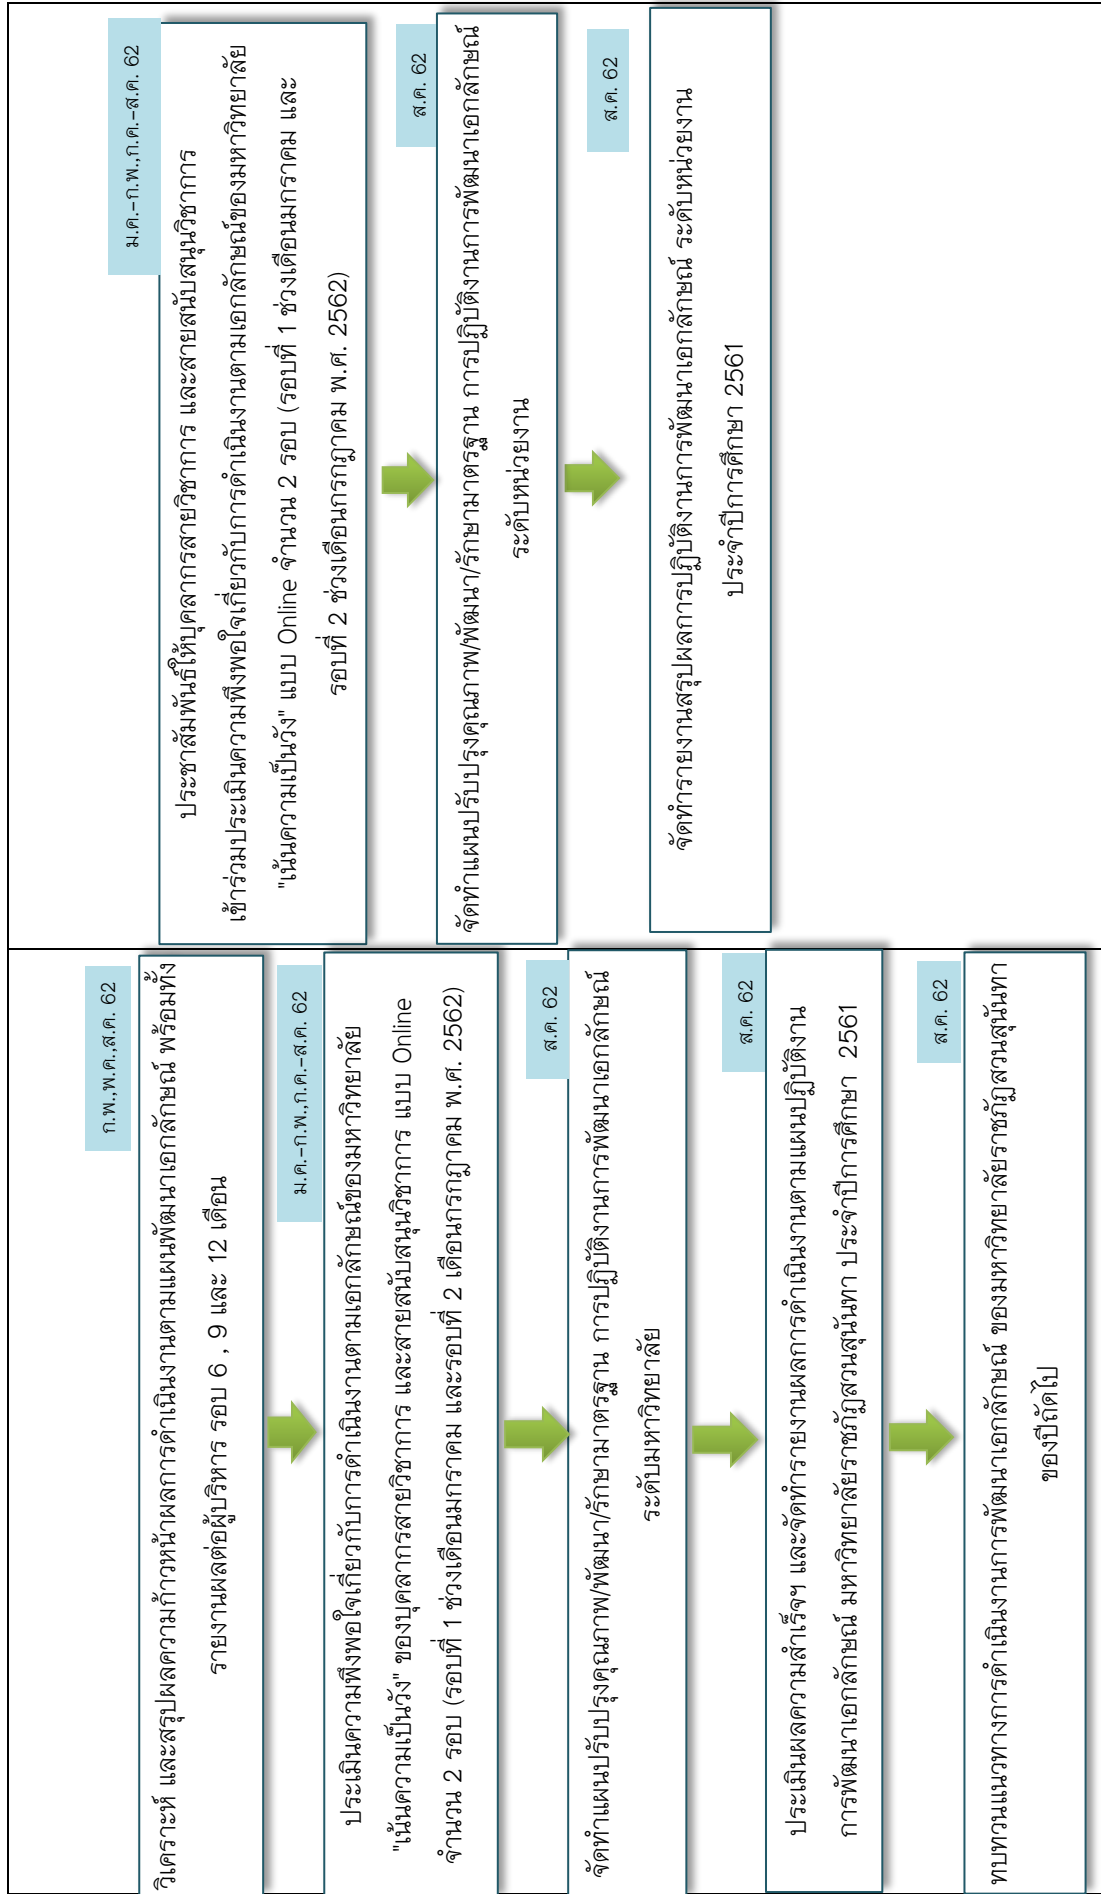 ก.พ.,พ.ค.,ส.ค. 62
วิเคราะห์ และสรุปผลความก้าวหน้าผลการดำเนินงานตามแผนพัฒนาเอกลักษณ์ พร้อมทั้ง
รายงานผลต่อผู้บริหาร รอบ 6 , 9 และ 12 เดือน
ม.ค.-ก.พ.,ก.ค.-ส.ค. 62
ประเมินความพึงพอใจเกี่ยวกับการดำเนินงานตามเอกลักษณ์ของมหาวิทยาลัย
"เน้นความเป็นวัง" ของบุคลากรสายวิชาการ และสายสนับสนุนวิชาการ แบบ Online
จำนวน 2 รอบ (รอบที่ 1 ช่วงเดือนมกราคม และรอบที่ 2 เดือนกรกฎาคม พ.ศ. 2562)
ส.ค. 62
จัดทำแผนปรับปรุงคุณภาพ/พัฒนา/รักษามาตรฐาน การปฏิบัติงานการพัฒนาเอกลักษณ์
ระดับมหาวิทยาลัย
ส.ค. 62
ประเมินผลความสำเร็จฯ และจัดทำรายงานผลการดำเนินงานตามแผนปฏิบัติงาน
การพัฒนาเอกลักษณ์ มหาวิทยาลัยราชภัฏสวนสุนันทา ประจำปีการศึกษา 2561
ส.ค. 62
ทบทวนแนวทางการดำเนินงานการพัฒนาเอกลักษณ์ ของมหาวิทยาลัยราชภัฏสวนสุนันทา
ของปีถัดไป
ม.ค.-ก.พ.,ก.ค.-ส.ค. 62
ประชาสัมพันธ์ให้บุคลากรสายวิชาการ และสายสนับสนุนวิชาการ
เข้าร่วมประเมินความพึงพอใจเกี่ยวกับการดำเนินงานตามเอกลักษณ์ของมหาวิทยาลัย
"เน้นความเป็นวัง" แบบ Online จำนวน 2 รอบ (รอบที่ 1 ช่วงเดือนมกราคม และ
รอบที่ 2 ช่วงเดือนกรกฎาคม พ.ศ. 2562)
ส.ค. 62
จัดทำแผนปรับปรุงคุณภาพ/พัฒนา/รักษามาตรฐาน การปฏิบัติงานการพัฒนาเอกลักษณ์
ระดับหน่วยงาน
ส.ค. 62
จัดทำรายงานสรุปผลการปฏิบัติงานการพัฒนาเอกลักษณ์ ระดับหน่วยงาน
ประจำปีการศึกษา 2561